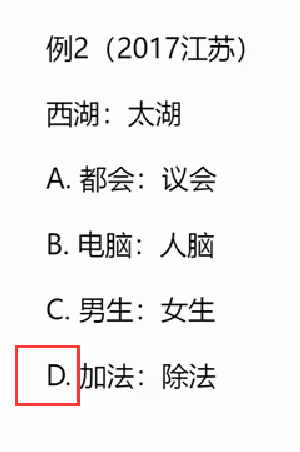 例2（2017江苏）
西湖：太湖
A. 都会：议会
B. 电脑：人脑
C. 男生：女生
D. 加法：除法